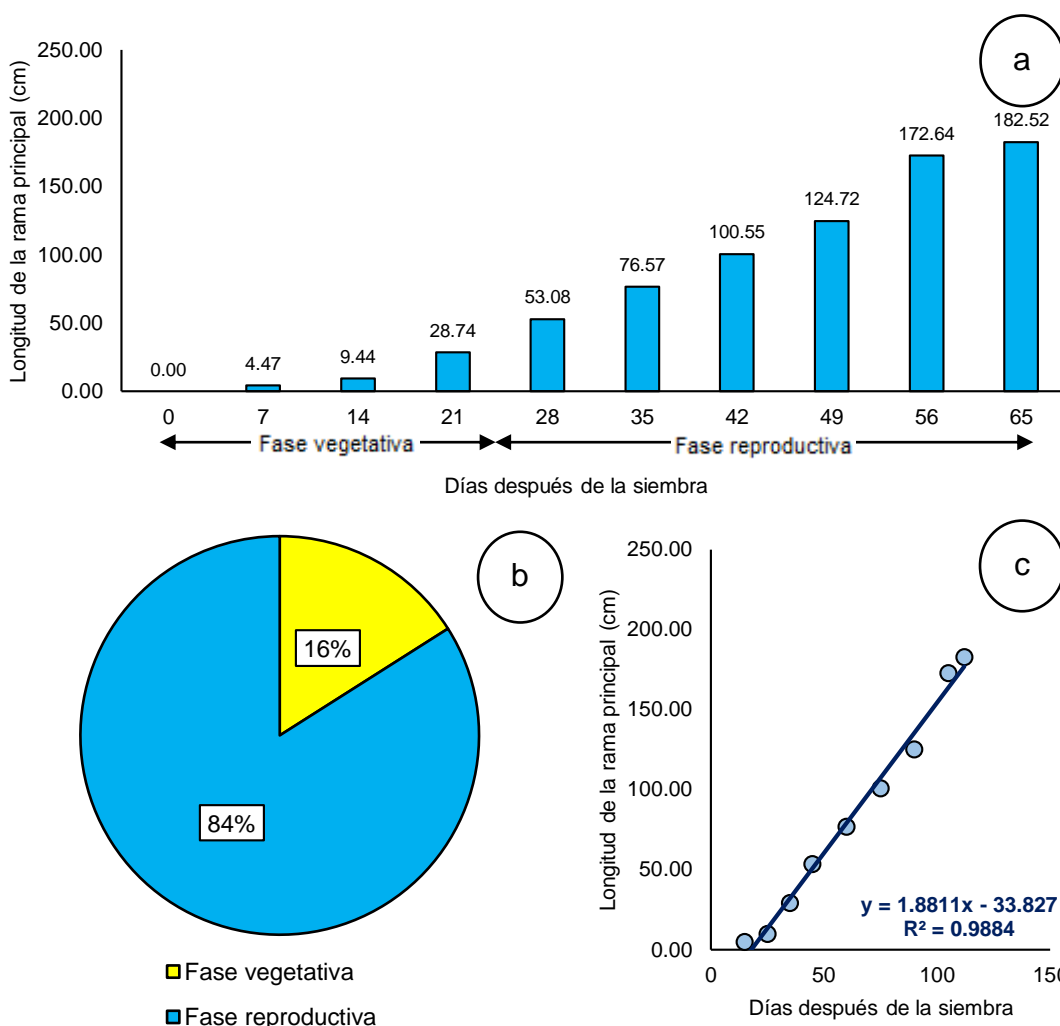 a
Longitud de la rama principal (cm)
250.00
200.00
150.00
100.00
50.00
0.00
0.00
4.47
9.44
28.74
53.08
76.57
100.55
124.72
172.64
182.52
0 7 14 21 28 35 42 49 56 65
Fase vegetativa Fase reproductiva
Días después de la siembra
b
16%
84%
Fase vegetativa
Fase reproductiva
c
Longitud de la rama principal (cm)
250.00
200.00
150.00
100.00
50.00
0.00
y = 1.8811x - 33.827
R² = 0.9884
0 50 100 150
Días después de la siembra